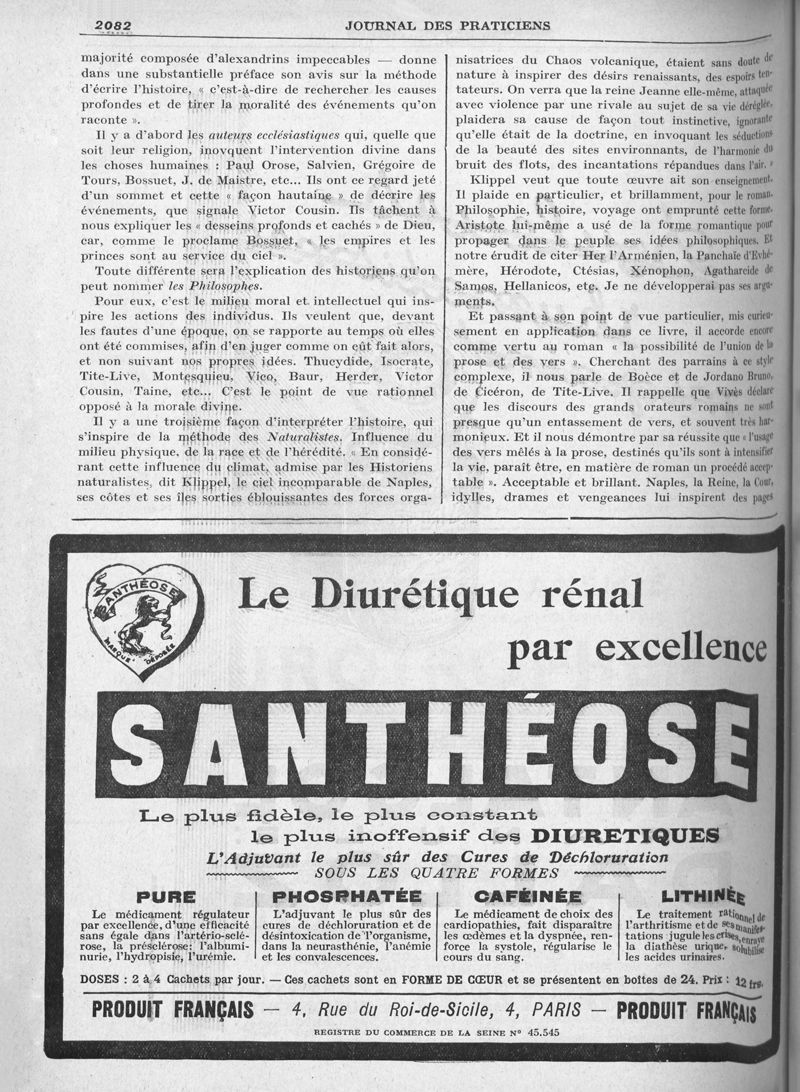 2082
JOURNAL DES PRATICIENS
majorité composée d'alexandrins impeccables — donne
dans une substantielle préface son avis sur la méthode
d'écrire l'histoire, « c'est-à-dire de rechercher les causes
profondes et de tirer la moralité des événements qu'on
raconte ».
Il y a d'abord les auteurs ecclésiastiques qui, quelle que
soit leur religion, inovquent l'intervention divine dans
les choses humaines : Paul Orose, Salvien, Grégoire de
Tours, Bossuet, J. de Maistre, etc... Ils ont ce regard jeté
d'un sommet et cette « façon hautaine » de décrire les
événements, que signale Victor Cousin. Ils tâchent à
nous expliquer les « desseins profonds et cachés » de Dieu,
car, comme le proclame Bossuet, « les empires et les
princes sont au service du ciel ».
Toute différente sera l'explication des historiens qu'on
peut nommer les Philosophes.
Pour eux, c'est le milieu moral et intellectuel qui ins-
pire les actions des individus. Ils veulent que, devant
les fautes d'une époque, on se rapporte au temps où elles
ont été commises, afin d'en juger comme on eût fait alors,
et non suivant nos propres idées. Thucydide, Isocrate,
Tite-Live, Montesquieu, Vico, Baur, Herder, Victor
Cousin, Taine, etc... C'est le point de vue rationnel
opposé à la morale divine.
Il y a une troisième façon d'interpréter l'histoire, qui
s'inspire de la méthode des Naturalistes. Influence du
milieu physique, de la race et de l'hérédité. « En considé-
rant cette influence du climat, admise par les Historiens
naturalistes, dit Klippel, le ciel incomparable de Naples,
ses côtes et ses îles sorties éblouissantes des forces orga-
nisatrices du Chaos volcanique, étaient sans doute de
nature à inspirer des désirs renaissants, des espoirs ten-
tateurs. On verra que la reine Jeanne elle-même, attaquée
avec violence par une rivale au sujet de sa vie déréglée,
plaidera sa cause de façon tout instinctive, ignorante
qu'elle était de la doctrine, en invoquant les séductions
de la beauté des sites environnants, de l'harmonie du
bruit des flots, des incantations répandues dans l'air. »
Klippel veut que toute œuvre ait son enseignement.
Il plaide en particulier, et brillamment, pour le roman.
Philosophie, histoire, voyage ont emprunté cette forme.
Aristote lui-même a usé de la forme romantique pour
propager dans le peuple ses idées philosophiques. Et
notre érudit de citer Her l'Arménien, la Panchaïe d'Evhé-
mère, Hérodote, Ctésias, Xénophon, Agatharcide de
Samos, Hellanicos, etc. Je ne développerai pas ses argu-
ments.
Et passant à son point de vue particulier, mis curieu-
sement en application dans ce livre, il accorde encore
comme vertu au roman « la possibilité de l'union de la
prose et des vers ». Cherchant des parrains à ce style
complexe, il nous parle de Boèce et de Jordano Bruno,
de Cicéron, de Tite-Live. Il rappelle que Vivès déclare
que les discours des grands orateurs romains ne sont
presque qu'un entassement de vers, et souvent très har-
monieux. Et il nous démontre par sa réussite que « l'usage
des vers mêlés à la prose, destinés qu'ils sont à intensifier
la vie, paraît être, en matière de roman un procédé accep-
table ». Acceptable et brillant. Naples, la Reine, la Cour,
idylles, drames et vengeances lui inspirent des pages
SANTHÉOSE
MARQUE DÉPOSÉE
Le Diurétique rénal
par excellence
SANTHÉOSE
Le plus fidèle, le plus constant
le plus inoffensif des DIURETIQUES
L'Adjuvant le plus sûr des Cures de Déchloruration
SOUS LES QUATRE FORMES
PURE
Le médicament régulateur
par excellence, d'une efficacité
sans égale dans l'artério-sclé-
rose, la présclérose; l'albumi-
nurie, l'hydropisie, l'urémie.
PHOSPHATÉE
L'adjuvant le plus sûr des
cures de déchloruration et de
désintoxication de l'organisme,
dans la neurasthénie, l'anémie
et les convalescences.
CAFÉINÉE
Le médicament de choix des
cardiopathies, fait disparaître
les œdèmes et la dyspnée, ren-
force la systole, régularise le
cours du sang.
LITHINÉE
Le traitement rationnel de
l'arthritisme et de ses manifes-
tations jugule les crises, enraye
la diathèse urique, solubilise
les acides urinaires.
DOSES : 2 à 4 Cachets par jour. — Ces cachets sont en FORME DE CŒUR et se présentent en boîtes de 24. Prix : 12 frs.
PRODUIT FRANÇAIS — 4, Rue du Roi-de-Sicile, 4, PARIS — PRODUIT FRANÇAIS
REGISTRE DU COMMERCE DE LA SEINE N° 45.545